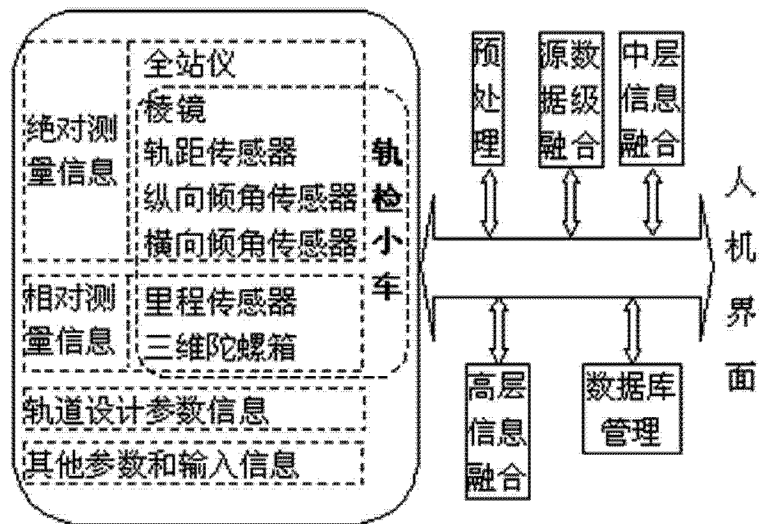 全站仪
绝对测
量信息
棱镜
轨距传感器
纵向倾角传感器
横向倾角传感器
相对测
量信息
里程传感器
三维陀螺箱
轨检小车
轨道设计参数信息
其他参数和输入信息
预处理
源数
据级
融合
中层
信息
融合
高层
信息
融合
数据库
管理
人机界面